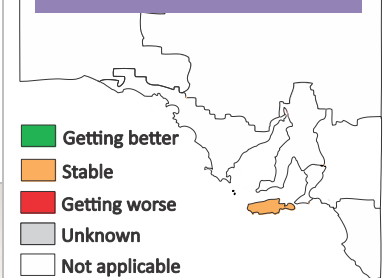 Getting better
Stable
Getting worse
Unknown
Not applicable